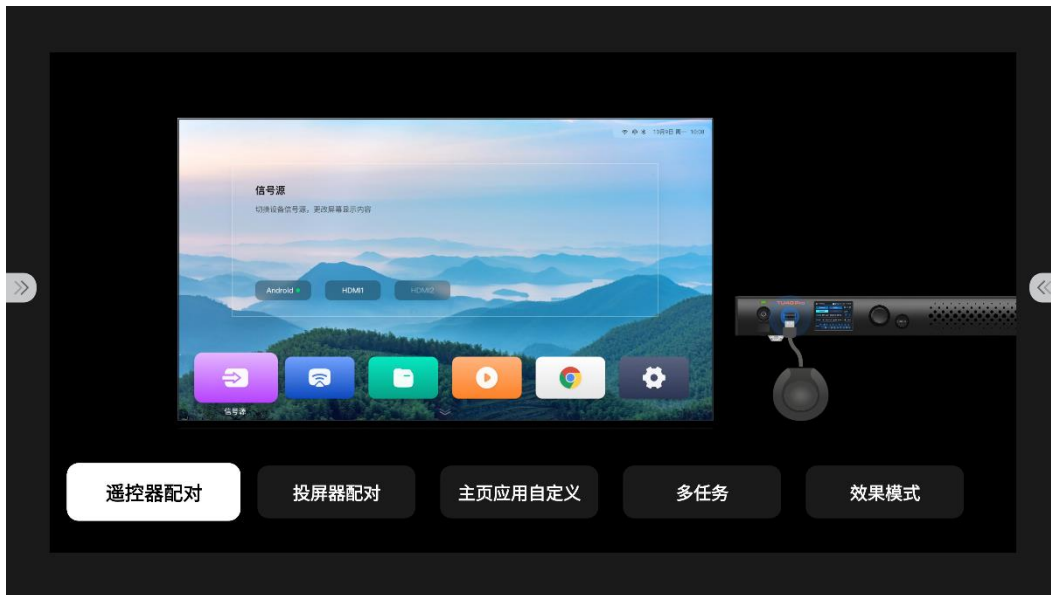 信号源
切换设备信号源，更改屏幕显示内容
Android
HDMI1
HDMI2
信号源
遥控器配对
投屏器配对
主页应用自定义
多任务
效果模式